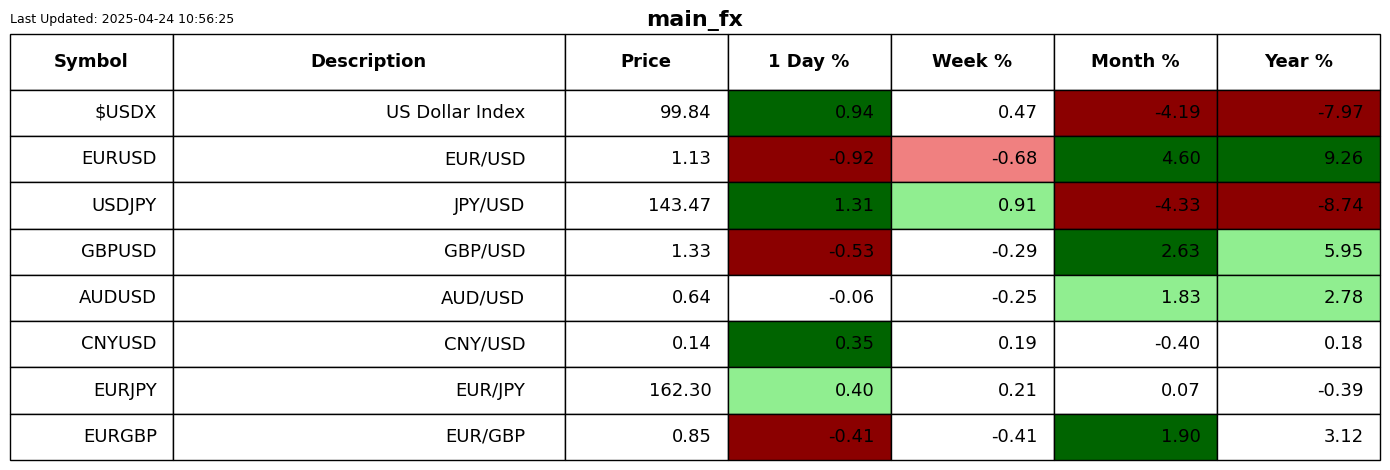 Last Updated: 2025-04-24 10:56:25
main_fx
Symbol Description Price 1 Day % Week % Month % Year %
$USDX US Dollar Index 99.84 0.94 0.47 -4.19 -7.97
EURUSD EUR/USD 1.13 -0.92 -0.68 4.60 9.26
USDJPY JPY/USD 143.47 1.31 0.91 -4.33 -8.74
GBPUSD GBP/USD 1.33 -0.53 -0.29 2.63 5.95
AUDUSD AUD/USD 0.64 -0.06 -0.25 1.83 2.78
CNYUSD CNY/USD 0.14 0.35 0.19 -0.40 0.18
EURJPY EUR/JPY 162.30 0.40 0.21 0.07 -0.39
EURGBP EUR/GBP 0.85 -0.41 -0.41 1.90 3.12